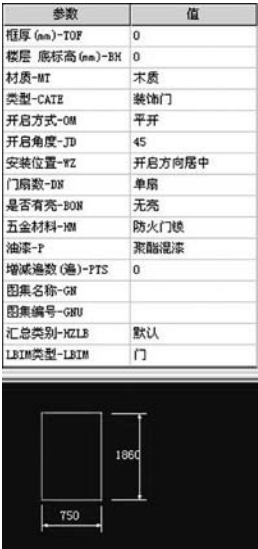 参数 值
框厚(mm)-TOF 0
楼层 底标高(mm)-BH 0
材质-MT 木质
类型-CATE 装饰门
开启方式-OM 平开
开启角度-JD 45
安装位置-WZ 开启方向居中
门扇数-DN 单扇
是否有亮-BON 无亮
五金材料-HM 防火门锁
油漆-P 聚酯混漆
增减遍数(遍)-PTS 0
图集名称-GN
图集编号-GNU
汇总类别-HZLB 默认
LBIM类型-LBIM 门
1860
750